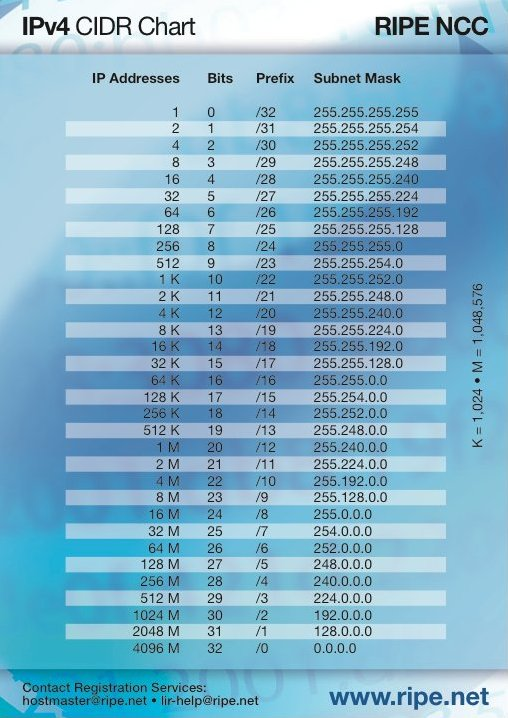 IPv4 CIDR Chart RIPE NCC
IP Addresses Bits Prefix Subnet Mask
1 0 /32 255.255.255.255
2 1 /31 255.255.255.254
4 2 /30 255.255.255.252
8 3 /29 255.255.255.248
16 4 /28 255.255.255.240
32 5 /27 255.255.255.224
64 6 /26 255.255.255.192
128 7 /25 255.255.255.128
256 8 /24 255.255.255.0
512 9 /23 255.255.254.0
1 K 10 /22 255.255.252.0
2 K 11 /21 255.255.248.0
4 K 12 /20 255.255.240.0
8 K 13 /19 255.255.224.0
16 K 14 /18 255.255.192.0
32 K 15 /17 255.255.128.0
64 K 16 /16 255.255.0.0
128 K 17 /15 255.254.0.0
256 K 18 /14 255.252.0.0
512 K 19 /13 255.248.0.0
1 M 20 /12 255.240.0.0
2 M 21 /11 255.224.0.0
4 M 22 /10 255.192.0.0
8 M 23 /9 255.128.0.0
16 M 24 /8 255.0.0.0
32 M 25 /7 254.0.0.0
64 M 26 /6 252.0.0.0
128 M 27 /5 248.0.0.0
256 M 28 /4 240.0.0.0
512 M 29 /3 224.0.0.0
1024 M 30 /2 192.0.0.0
2048 M 31 /1 128.0.0.0
4096 M 32 /0 0.0.0.0
K = 1,024 • M = 1,048,576
Contact Registration Services:
hostmaster@ripe.net • lir-help@ripe.net
www.ripe.net